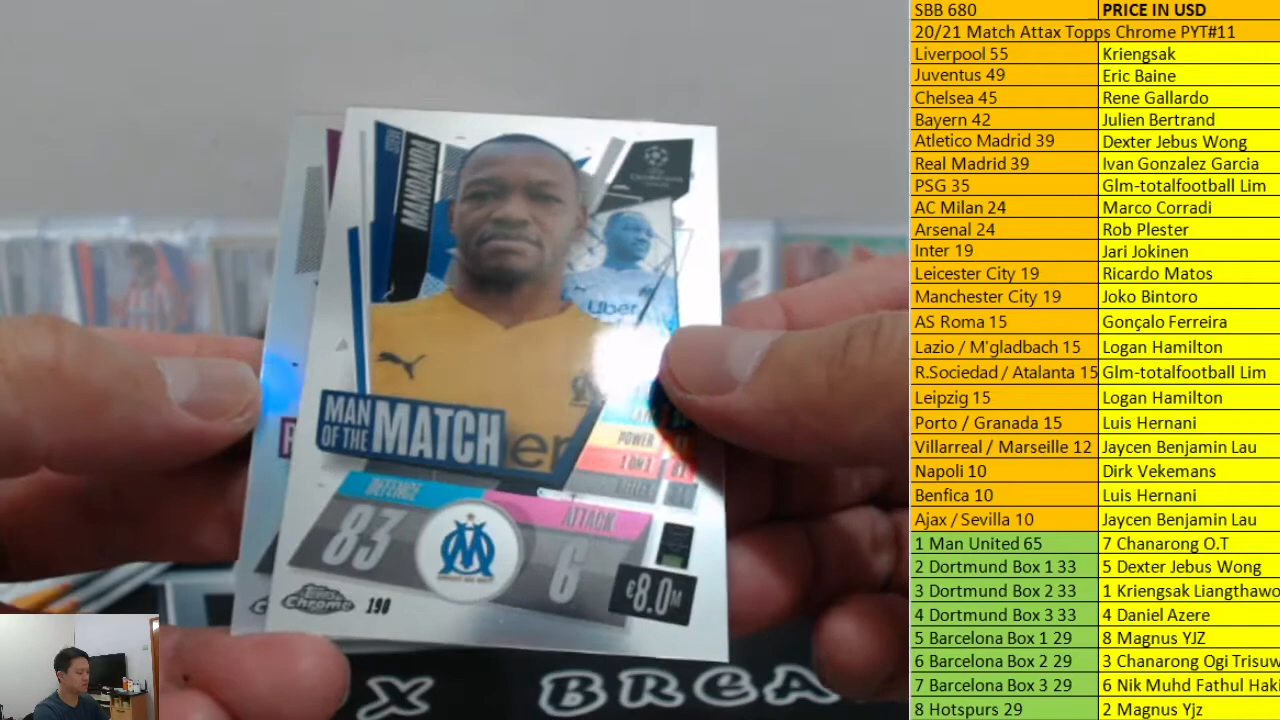 MANDANDA
Uber
MAN OF THE MATCH
er
POWER
DEFENCE
ATTACK
83
6
€8.0M
Topps Chrome 190
X BREA
SBB 680 PRICE IN USD
20/21 Match Attax Topps Chrome PYT#11
Liverpool 55 Kriengsak
Juventus 49 Eric Baine
Chelsea 45 Rene Gallardo
Bayern 42 Julien Bertrand
Atletico Madrid 39 Dexter Jebus Wong
Real Madrid 39 Ivan Gonzalez Garcia
PSG 35 Glm-totalfootball Lim
AC Milan 24 Marco Corradi
Arsenal 24 Rob Plester
Inter 19 Jari Jokinen
Leicester City 19 Ricardo Matos
Manchester City 19 Joko Bintoro
AS Roma 15 Gonçalo Ferreira
Lazio / M'gladbach 15 Logan Hamilton
R.Sociedad / Atalanta 15 Glm-totalfootball Lim
Leipzig 15 Logan Hamilton
Porto / Granada 15 Luis Hernani
Villarreal / Marseille 12 Jaycen Benjamin Lau
Napoli 10 Dirk Vekemans
Benfica 10 Luis Hernani
Ajax / Sevilla 10 Jaycen Benjamin Lau
1 Man United 65 7 Chanarong O.T
2 Dortmund Box 1 33 5 Dexter Jebus Wong
3 Dortmund Box 2 33 1 Kriengsak Liangthawo
4 Dortmund Box 3 33 4 Daniel Azere
5 Barcelona Box 1 29 8 Magnus YJZ
6 Barcelona Box 2 29 3 Chanarong Ogi Trisuw
7 Barcelona Box 3 29 6 Nik Muhd Fathul Haki
8 Hotspurs 29 2 Magnus Yjz